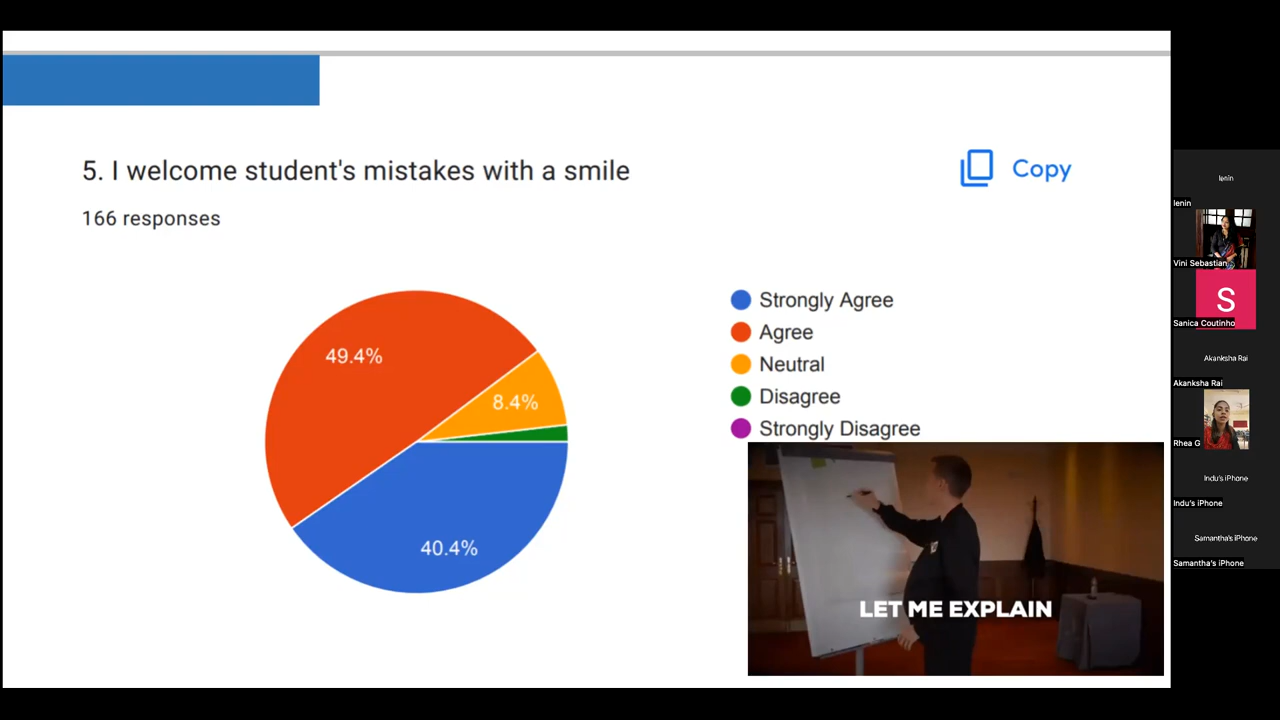 5. I welcome student's mistakes with a smile
Copy
166 responses
49.4%
8.4%
40.4%
Strongly Agree
Agree
Neutral
Disagree
Strongly Disagree
LET ME EXPLAIN
lenin
lenin
Vini Sebastian
S
Sanica Coutinho
Akanksha Rai
Akanksha Rai
Rhea G
Indu's iPhone
Indu's iPhone
Samantha's iPhone
Samantha's iPhone